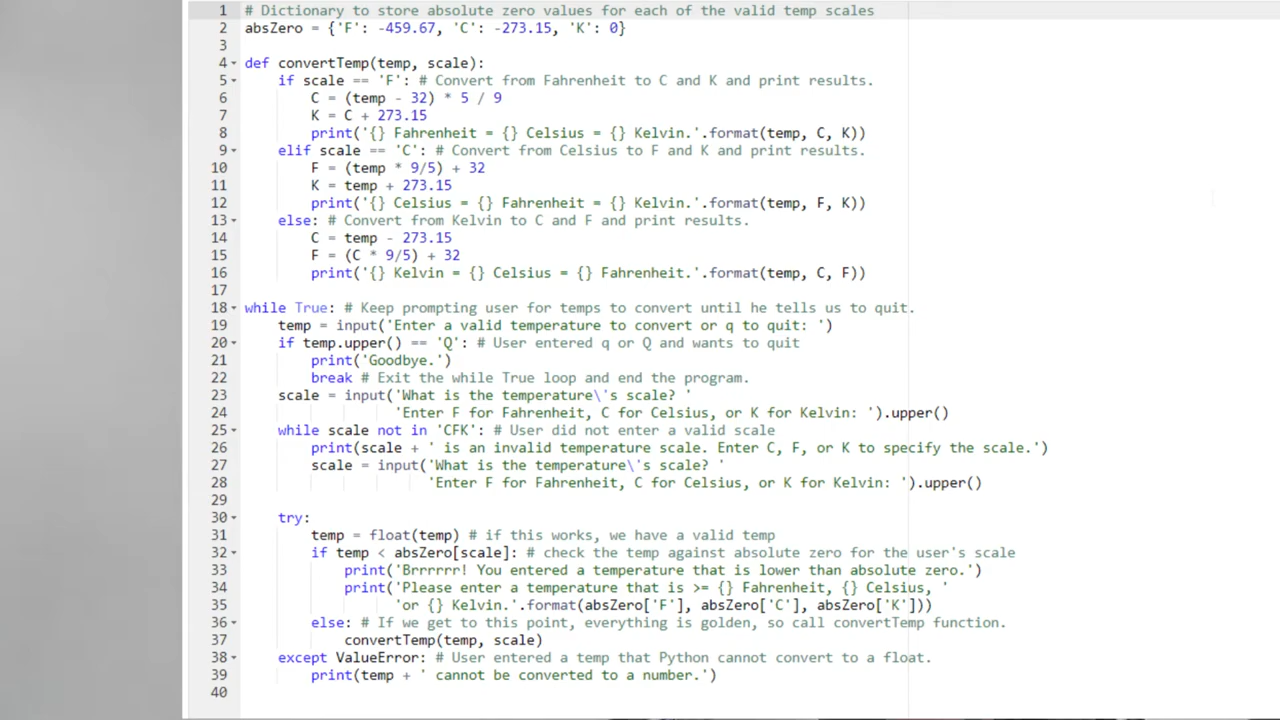 1 # Dictionary to store absolute zero values for each of the valid temp scales
2 absZero = {'F': -459.67, 'C': -273.15, 'K': 0}
3
4 def convertTemp(temp, scale):
5     if scale == 'F': # Convert from Fahrenheit to C and K and print results.
6         C = (temp - 32) * 5 / 9
7         K = C + 273.15
8         print('{} Fahrenheit = {} Celsius = {} Kelvin.'.format(temp, C, K))
9     elif scale == 'C': # Convert from Celsius to F and K and print results.
10         F = (temp * 9/5) + 32
11         K = temp + 273.15
12         print('{} Celsius = {} Fahrenheit = {} Kelvin.'.format(temp, F, K))
13     else: # Convert from Kelvin to C and F and print results.
14         C = temp - 273.15
15         F = (C * 9/5) + 32
16         print('{} Kelvin = {} Celsius = {} Fahrenheit.'.format(temp, C, F))
17
18 while True: # Keep prompting user for temps to convert until he tells us to quit.
19     temp = input('Enter a valid temperature to convert or q to quit: ')
20     if temp.upper() == 'Q': # User entered q or Q and wants to quit
21         print('Goodbye.')
22         break # Exit the while True loop and end the program.
23     scale = input('What is the temperature\'s scale? '
24                   'Enter F for Fahrenheit, C for Celsius, or K for Kelvin: ').upper()
25     while scale not in 'CFK': # User did not enter a valid scale
26         print(scale + ' is an invalid temperature scale. Enter C, F, or K to specify the scale.')
27         scale = input('What is the temperature\'s scale? '
28                       'Enter F for Fahrenheit, C for Celsius, or K for Kelvin: ').upper()
29
30     try:
31         temp = float(temp) # if this works, we have a valid temp
32         if temp < absZero[scale]: # check the temp against absolute zero for the user's scale
33             print('Brrrrrr! You entered a temperature that is lower than absolute zero.')
34             print('Please enter a temperature that is >= {} Fahrenheit, {} Celsius, '
35                   'or {} Kelvin.'.format(absZero['F'], absZero['C'], absZero['K']))
36         else: # If we get to this point, everything is golden, so call convertTemp function.
37             convertTemp(temp, scale)
38     except ValueError: # User entered a temp that Python cannot convert to a float.
39         print(temp + ' cannot be converted to a number.')
40